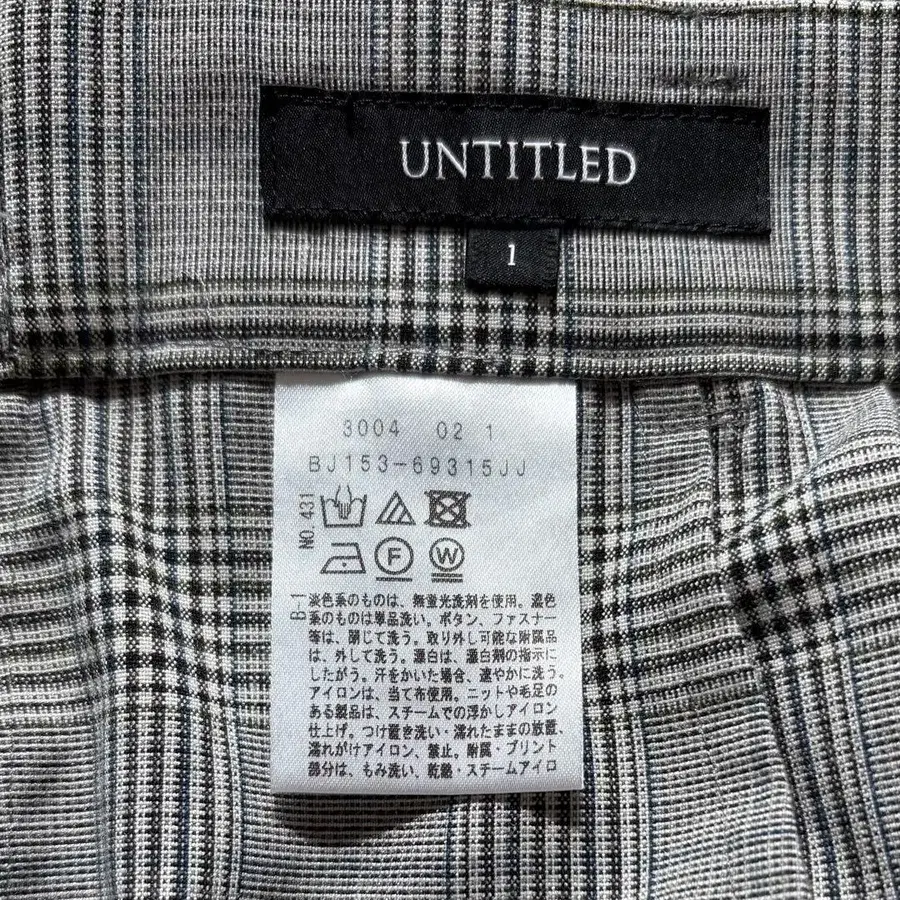 UNTITLED
1
3004 02 1
BJ153-69315JJ
NO.431
F
W
B-1
淡色系のものは、無蛍光洗剤を使用。濃色
系のものは単品洗い。ボタン、ファスナー
等は、閉じて洗う。取り外し可能な附属品
は、外して洗う。漂白は、漂白剤の指示に
したがう。汗をかいた場合、速やかに洗う。
アイロンは、当て布使用。ニットや毛足の
ある製品は、スチームでの浮かしアイロン
仕上げ。つけ置き洗い・濡れたままの放置、
濡れがけアイロン、禁止。附属・プリント
部分は、もみ洗い、乾燥・スチームアイロ